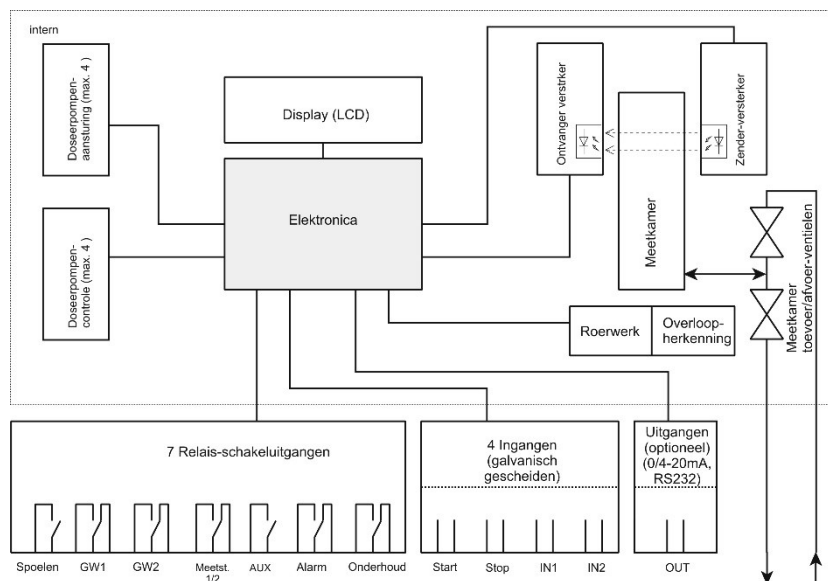 intern
Doseerpompen-
aansturing (max. 4 )
Display (LCD)
Ontvanger verstrker
Meetkamer
Zender-versterker
Elektronica
Doseerpompen-
controle (max. 4 )
Meetkamer
toevoer/afvoer-ventielen
Roerwerk
Overloop-
herkenning
7 Relais-schakeluitgangen
4 Ingangen
(galvanisch
gescheiden)
Uitgangen
(optioneel)
(0/4-20mA,
RS232)
Spoelen
GW1
GW2
Meetst.
1/2
AUX
Alarm
Onderhoud
Start
Stop
IN1
IN2
OUT